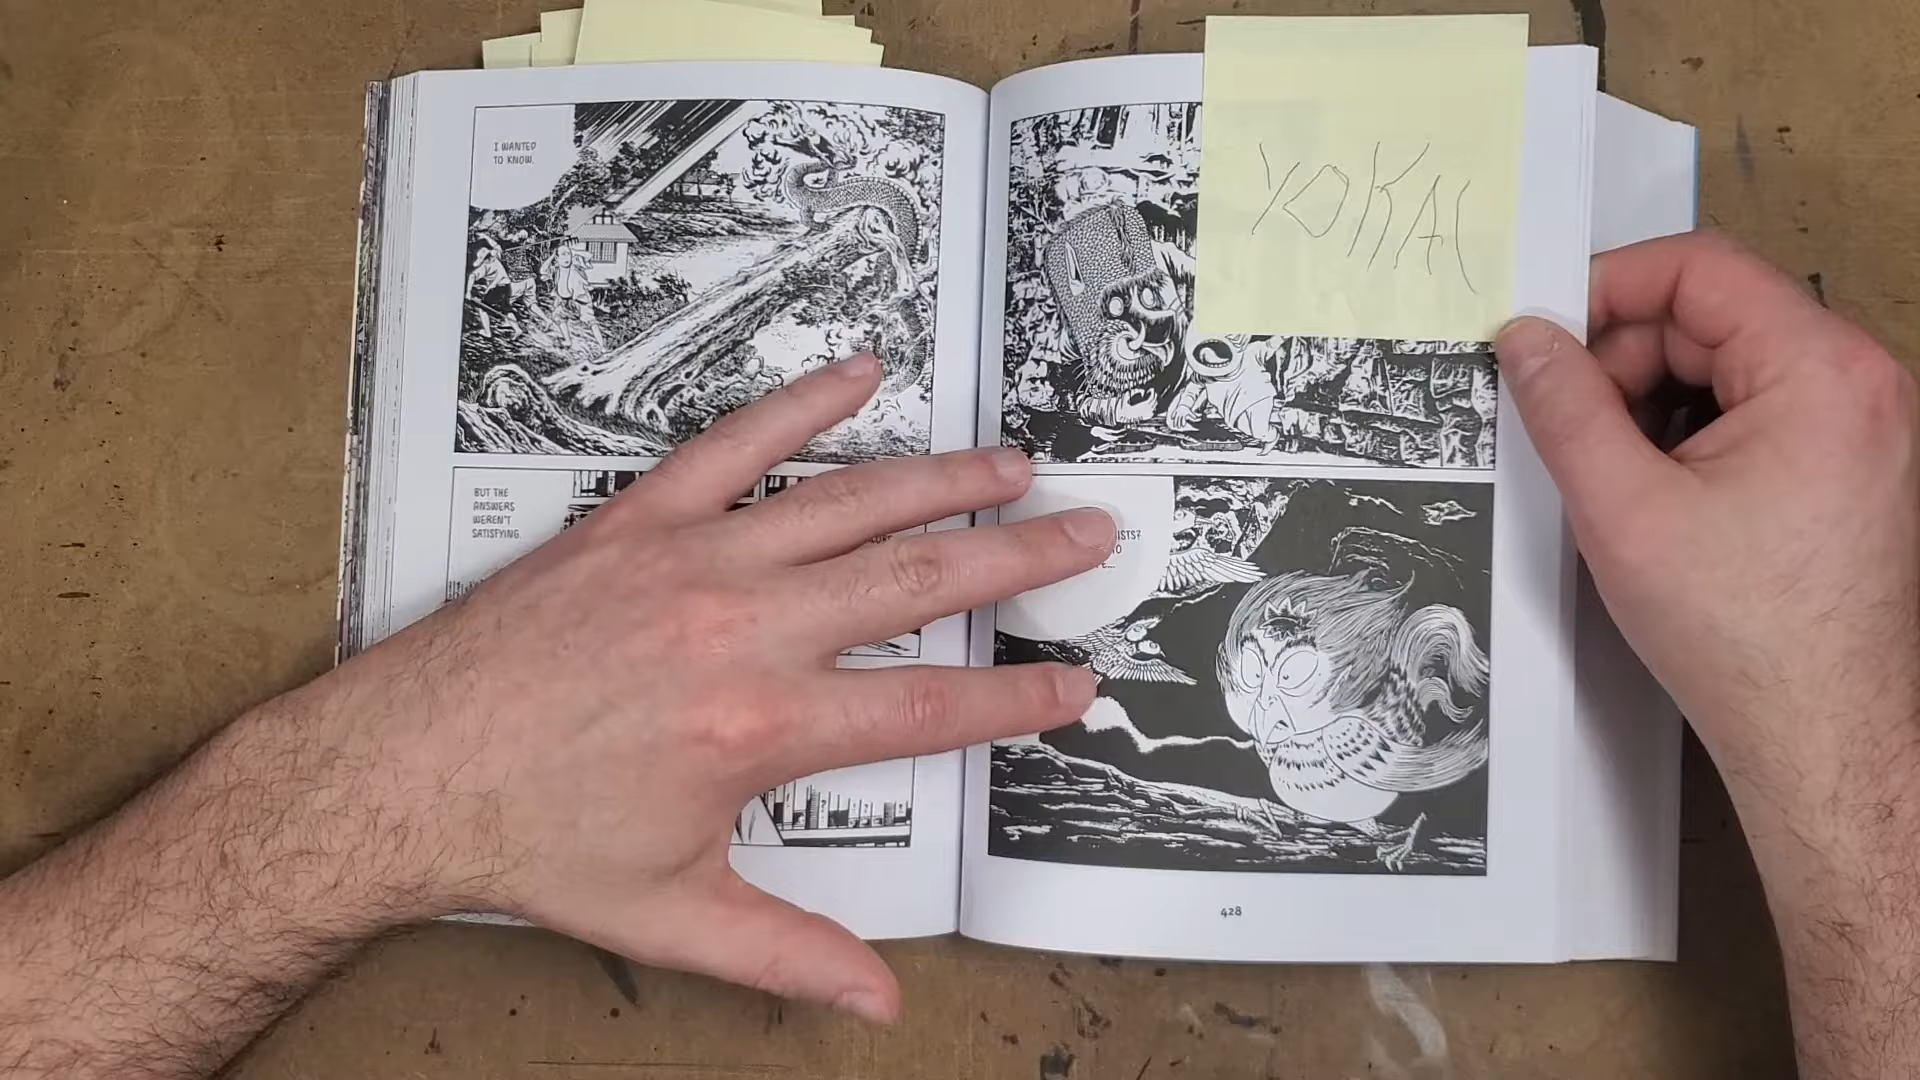 I WANTED
TO KNOW.
BUT THE
ANSWERS
WEREN'T
SATISFYING.
YOKAI
428